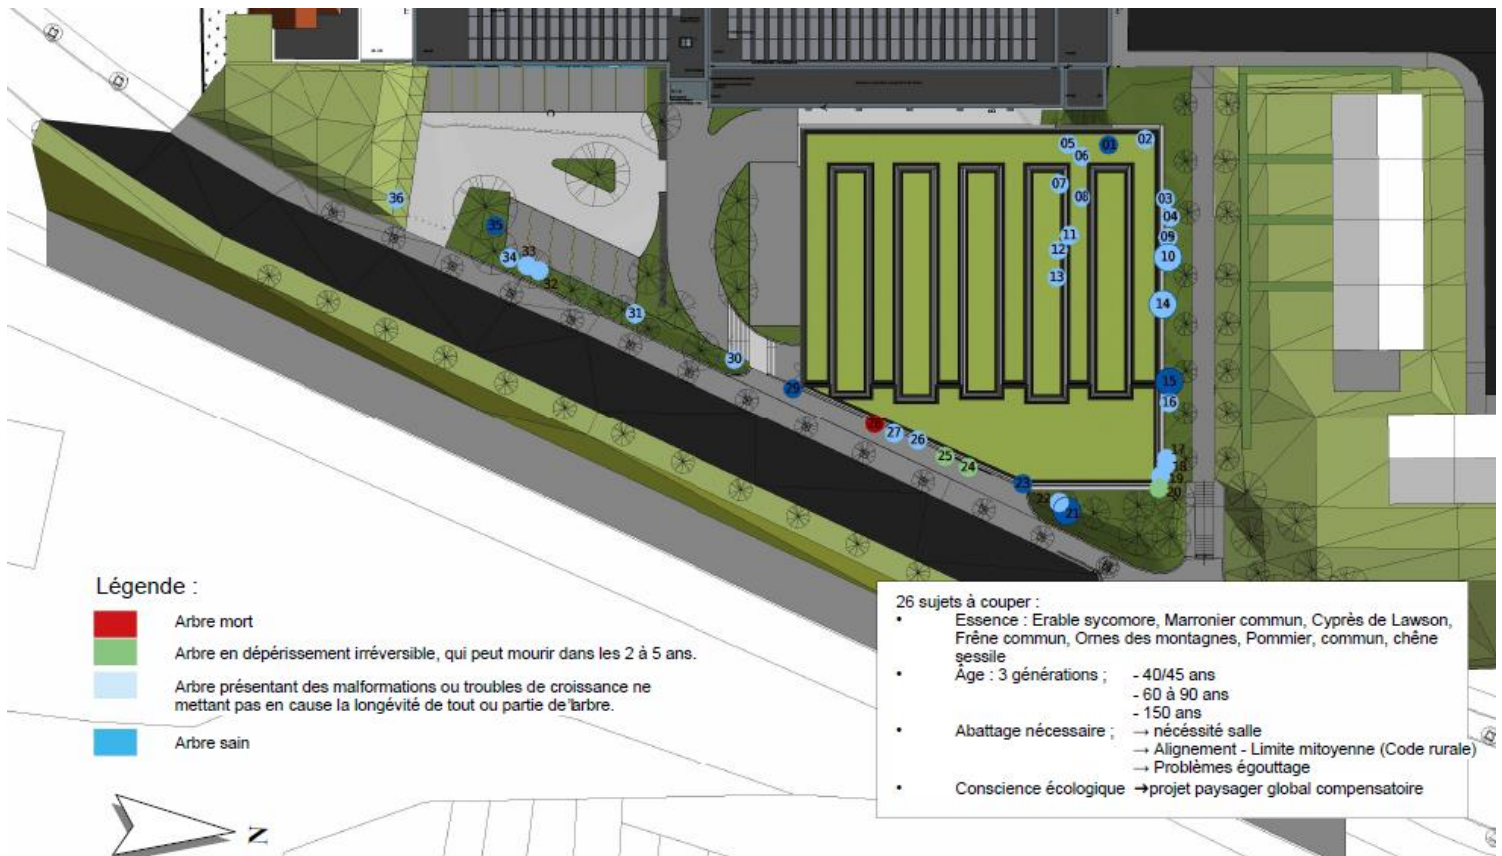 01
02
05
06
07
08
03
04
09
10
11
12
13
14
36
35
34
33
32
31
30
29
28
27
26
25
24
23
22
21
15
16
17
18
19
20
Légende :
Arbre mort
Arbre en dépérissement irréversible, qui peut mourir dans les 2 à 5 ans.
Arbre présentant des malformations ou troubles de croissance ne
mettant pas en cause la longévité de tout ou partie de l'arbre.
Arbre sain
N
26 sujets à couper :
• Essence : Erable sycomore, Marronier commun, Cyprès de Lawson,
Frêne commun, Ormes des montagnes, Pommier, commun, chêne
sessile
• Âge : 3 générations ; - 40/45 ans
- 60 à 90 ans
- 150 ans
• Abattage nécessaire ; → nécéssité salle
→ Alignement - Limite mitoyenne (Code rurale)
→ Problèmes égouttage
• Conscience écologique → projet paysager global compensatoire